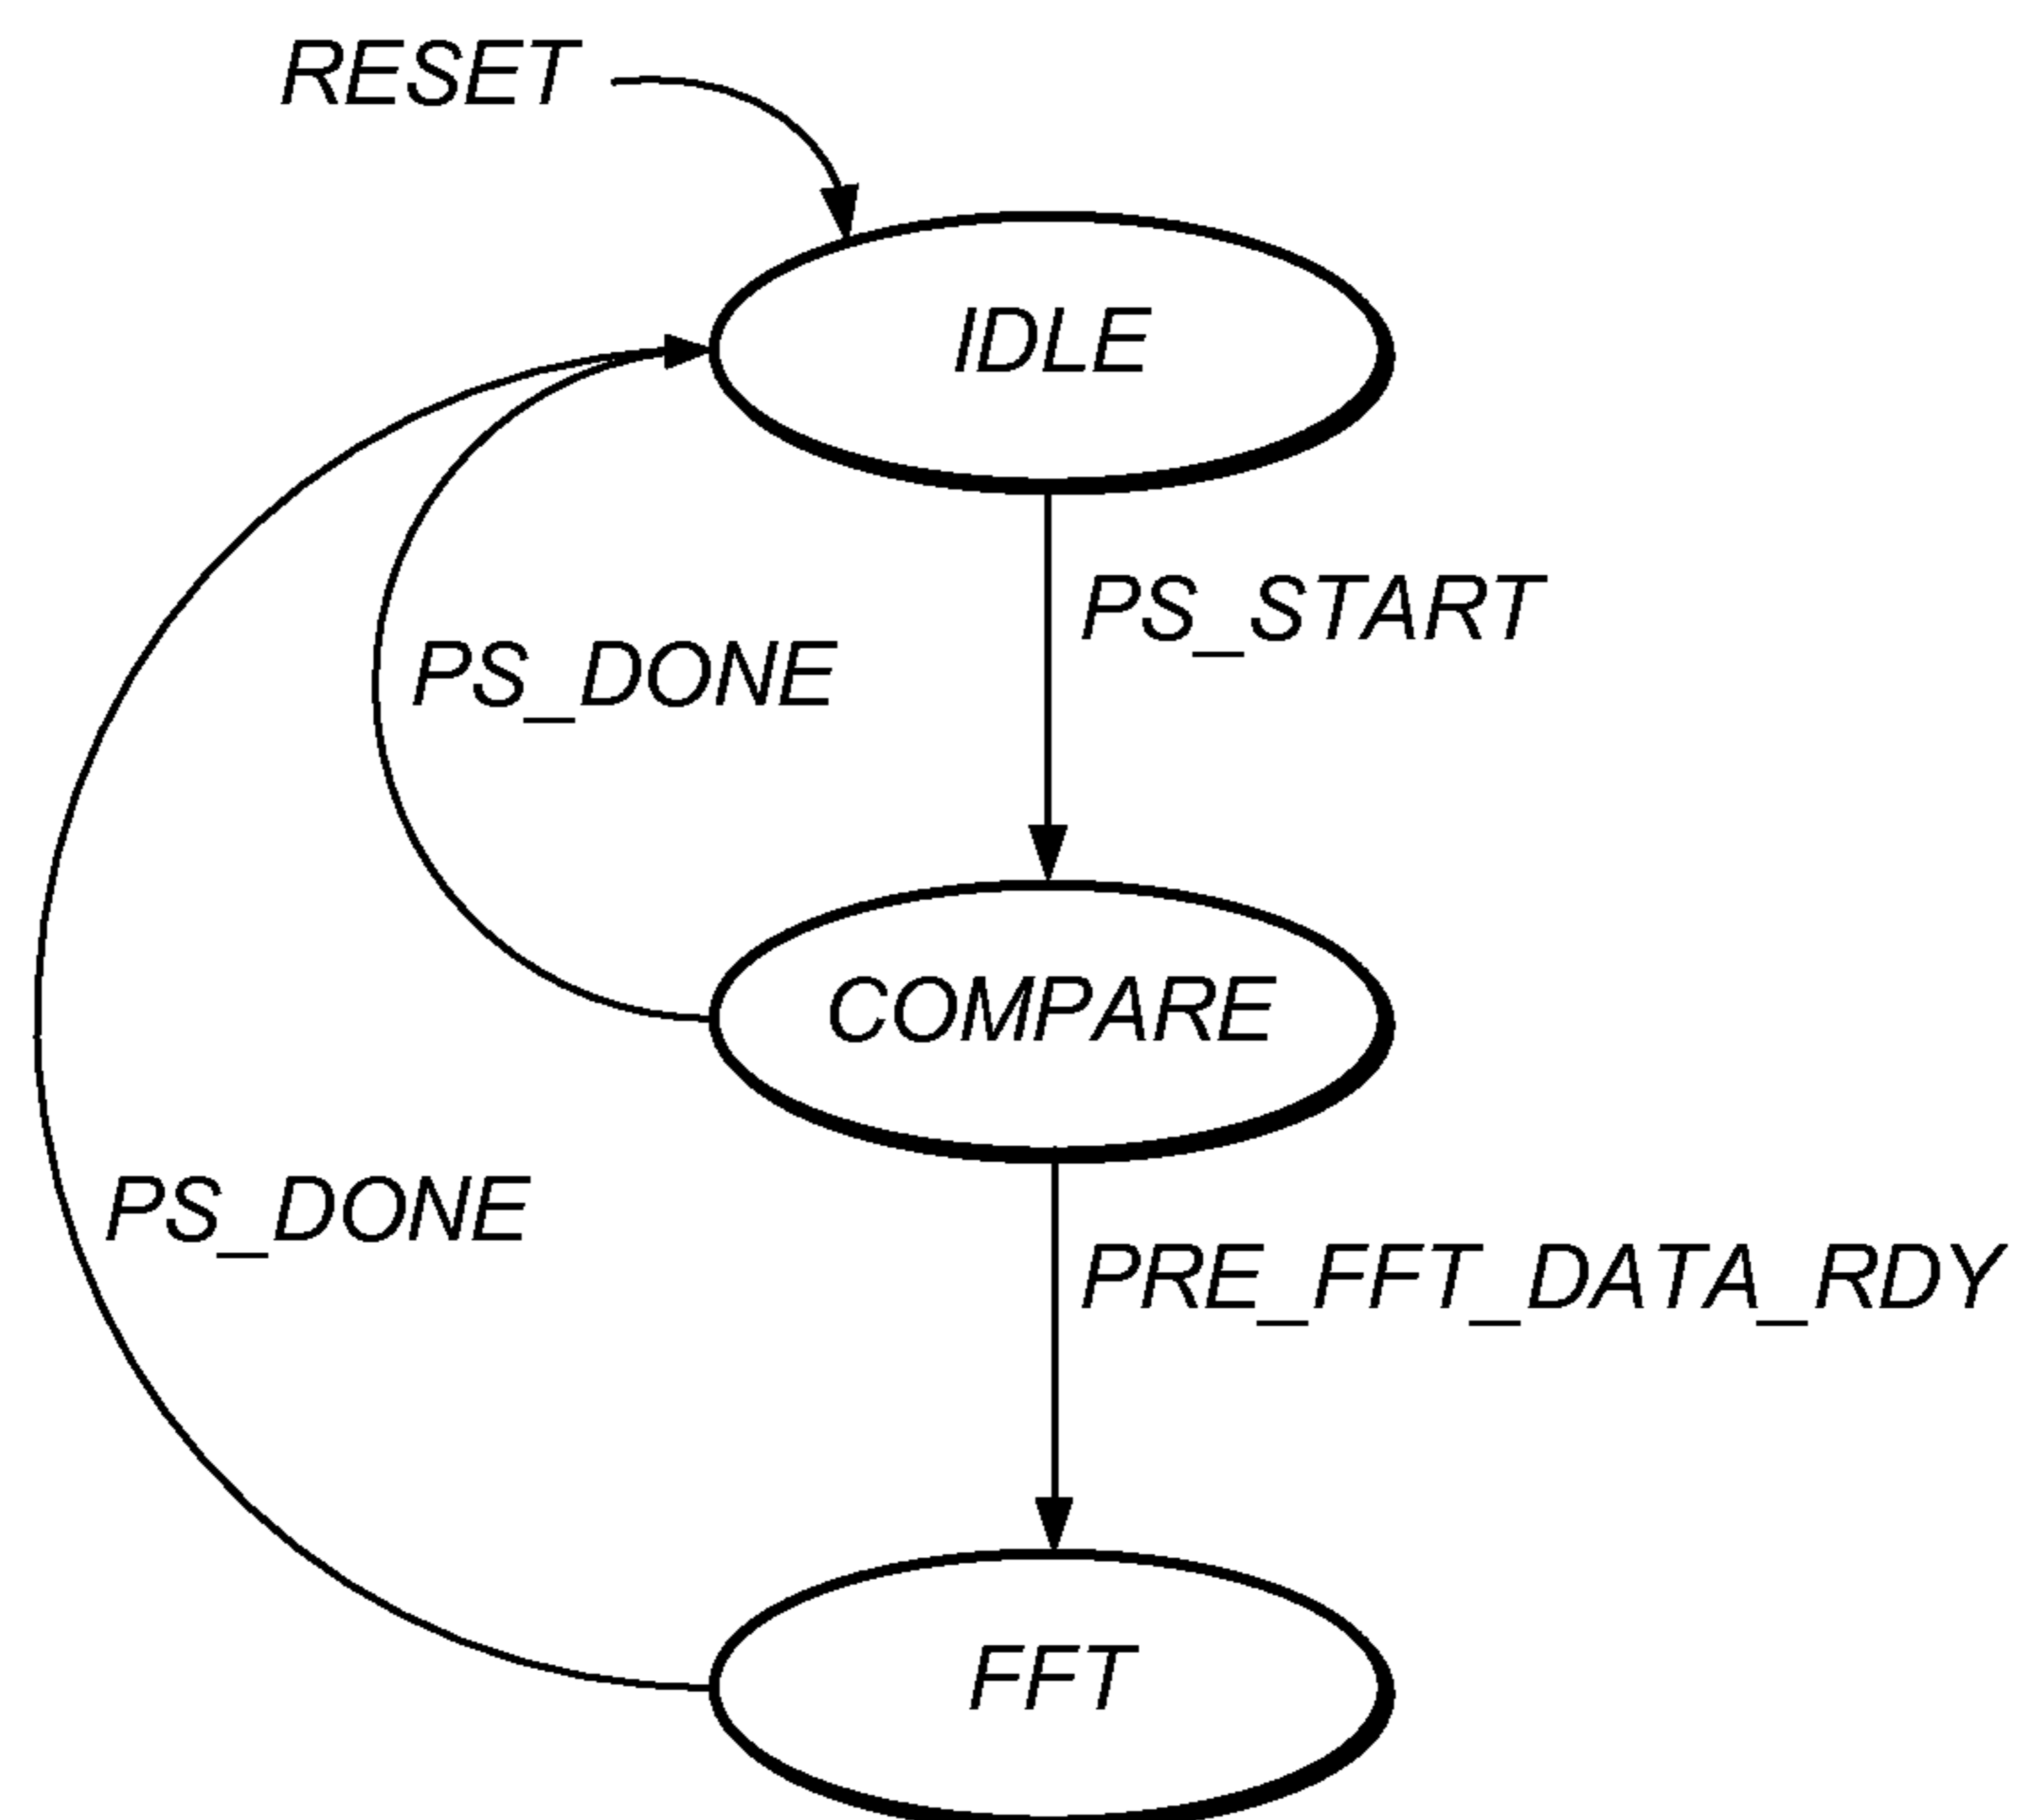 RESET
IDLE
PS_START
PS_DONE
COMPARE
PS_DONE
PRE_FFT_DATA_RDY
FFT